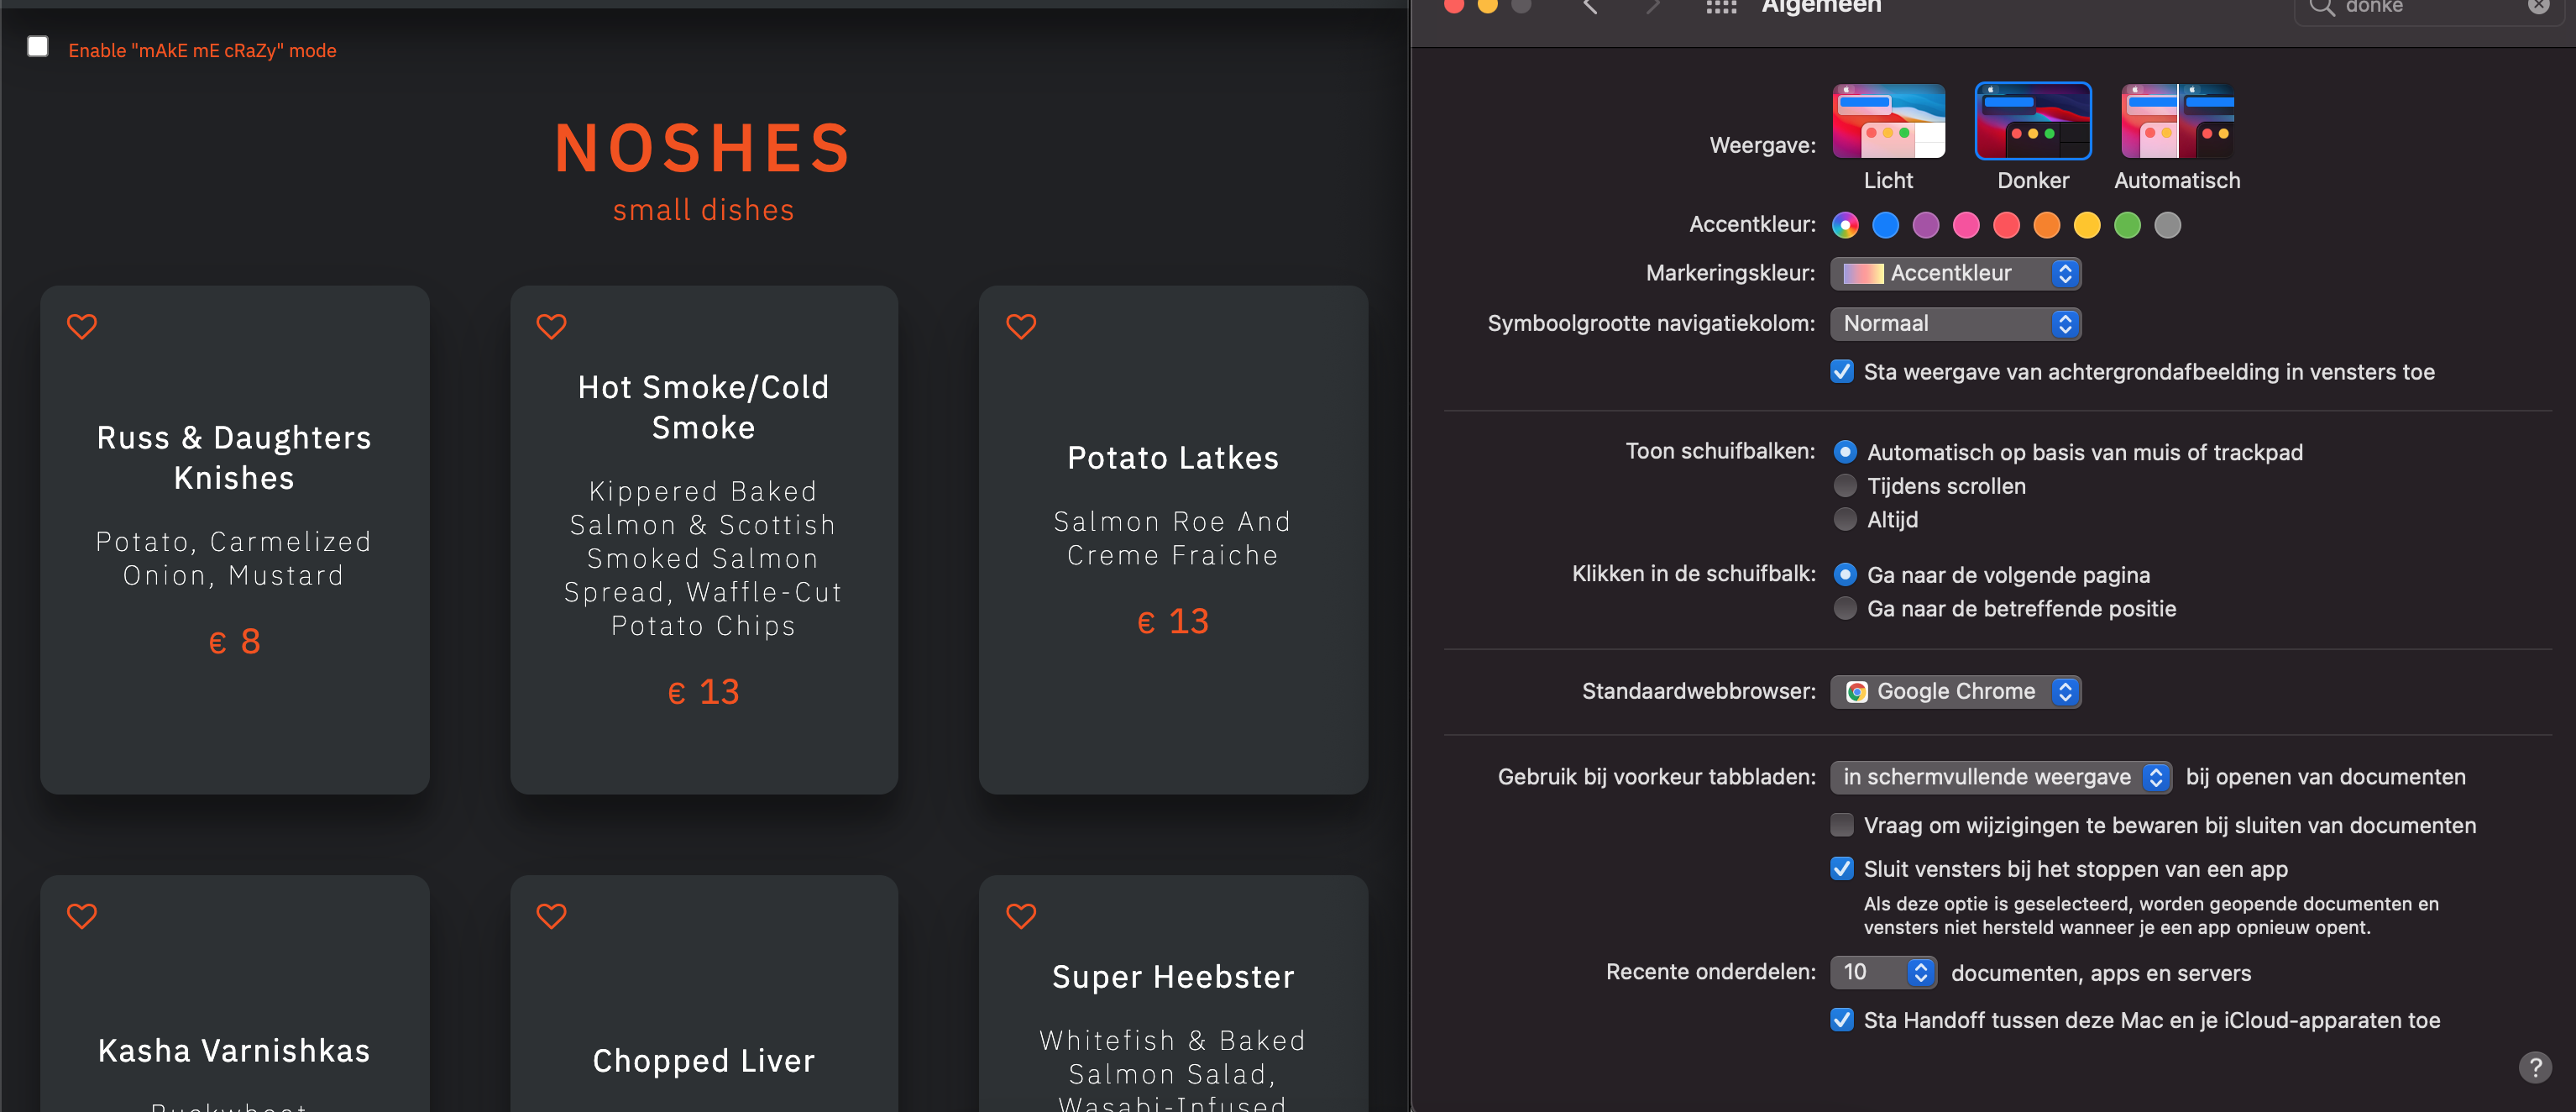 Enable "mAkE mE cRaZy" mode
NOSHES
small dishes
Russ & Daughters
Knishes
Potato, Carmelized
Onion, Mustard
€ 8
Hot Smoke/Cold
Smoke
Kippered Baked
Salmon & Scottish
Smoked Salmon
Spread, Waffle-Cut
Potato Chips
€ 13
Potato Latkes
Salmon Roe And
Creme Fraiche
€ 13
Kasha Varnishkas
Buckwheat,
Chopped Liver
Super Heebster
Whitefish & Baked
Salmon Salad,
Wasabi-Infused
Algemeen
donke
Weergave:
Licht
Donker
Automatisch
Accentkleur:
Markeringskleur: Accentkleur
Symboolgrootte navigatiekolom: Normaal
Sta weergave van achtergrondafbeelding in vensters toe
Toon schuifbalken: Automatisch op basis van muis of trackpad
Tijdens scrollen
Altijd
Klikken in de schuifbalk: Ga naar de volgende pagina
Ga naar de betreffende positie
Standaardwebbrowser: Google Chrome
Gebruik bij voorkeur tabbladen: in schermvullende weergave bij openen van documenten
Vraag om wijzigingen te bewaren bij sluiten van documenten
Sluit vensters bij het stoppen van een app
Als deze optie is geselecteerd, worden geopende documenten en
vensters niet hersteld wanneer je een app opnieuw opent.
Recente onderdelen: 10 documenten, apps en servers
Sta Handoff tussen deze Mac en je iCloud-apparaten toe
?